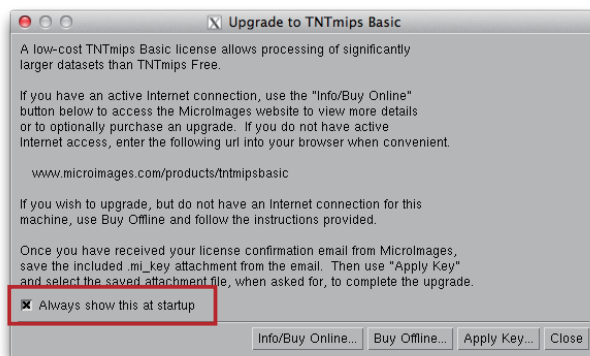 Upgrade to TNTmips Basic
A low-cost TNTmips Basic license allows processing of significantly
larger datasets than TNTmips Free.
If you have an active Internet connection, use the "Info/Buy Online"
button below to access the MicroImages website to view more details
or to optionally purchase an upgrade.  If you do not have active
Internet access, enter the following url into your browser when convenient.
www.microimages.com/products/tntmipsbasic
If you wish to upgrade, but do not have an Internet connection for this
machine, use Buy Offline and follow the instructions provided.
Once you have received your license confirmation email from MicroImages,
save the included .mi_key attachment from the email.  Then use "Apply Key"
and select the saved attachment file, when asked for, to complete the upgrade.
Always show this at startup
Info/Buy Online... Buy Offline... Apply Key... Close